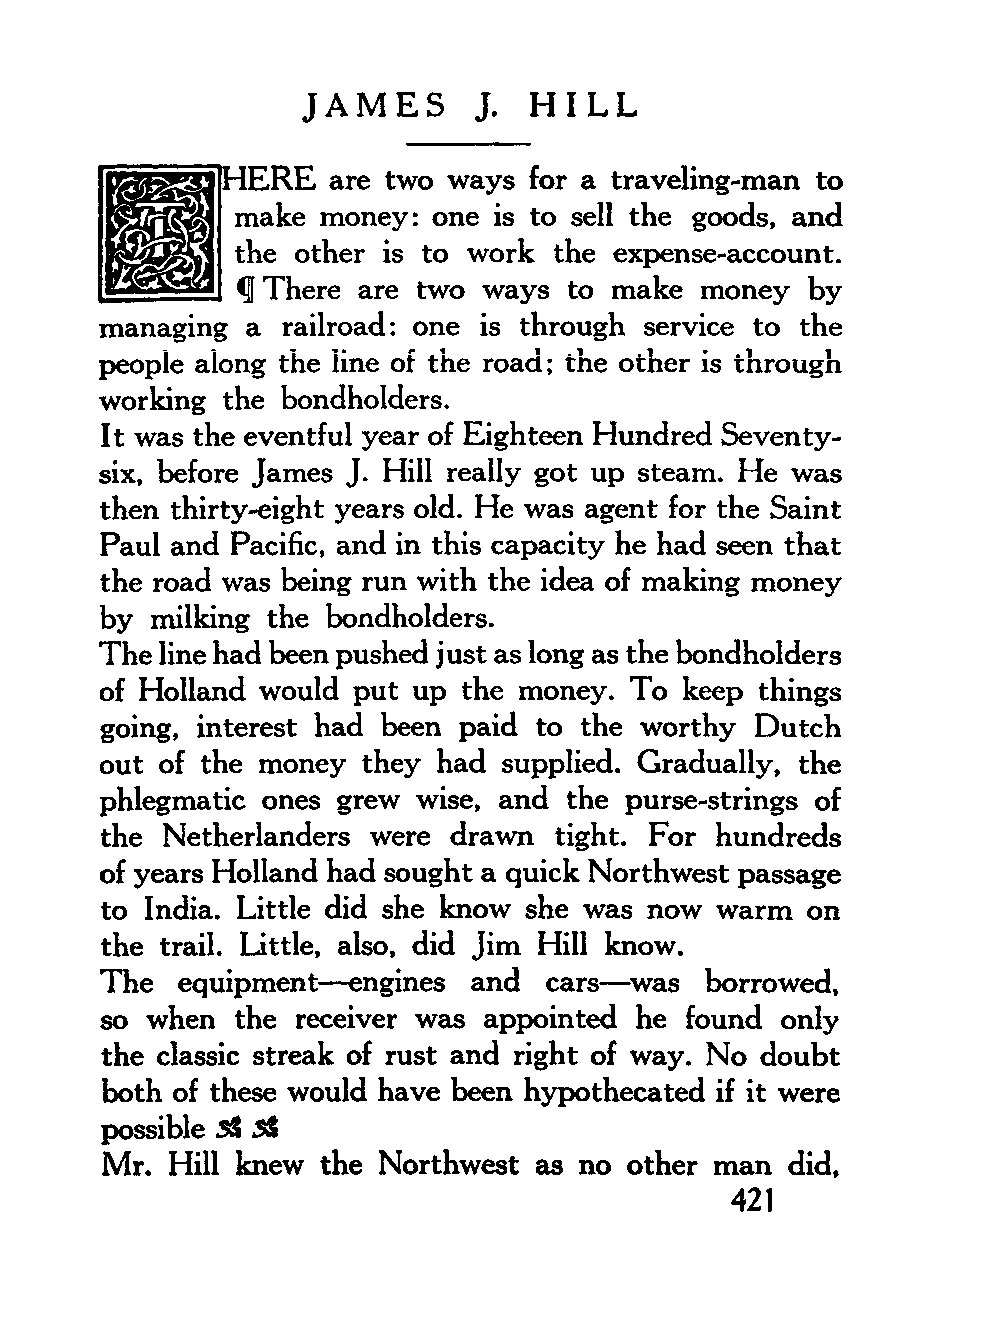 JAMES J. HILL
THERE are two ways for a traveling-man to
make money: one is to sell the goods, and
the other is to work the expense-account.
¶ There are two ways to make money by
managing a railroad: one is through service to the
people along the line of the road; the other is through
working the bondholders.
It was the eventful year of Eighteen Hundred Seventy-
six, before James J. Hill really got up steam. He was
then thirty-eight years old. He was agent for the Saint
Paul and Pacific, and in this capacity he had seen that
the road was being run with the idea of making money
by milking the bondholders.
The line had been pushed just as long as the bondholders
of Holland would put up the money. To keep things
going, interest had been paid to the worthy Dutch
out of the money they had supplied. Gradually, the
phlegmatic ones grew wise, and the purse-strings of
the Netherlanders were drawn tight. For hundreds
of years Holland had sought a quick Northwest passage
to India. Little did she know she was now warm on
the trail. Little, also, did Jim Hill know.
The equipment—engines and cars—was borrowed,
so when the receiver was appointed he found only
the classic streak of rust and right of way. No doubt
both of these would have been hypothecated if it were
possible
Mr. Hill knew the Northwest as no other man did,
421